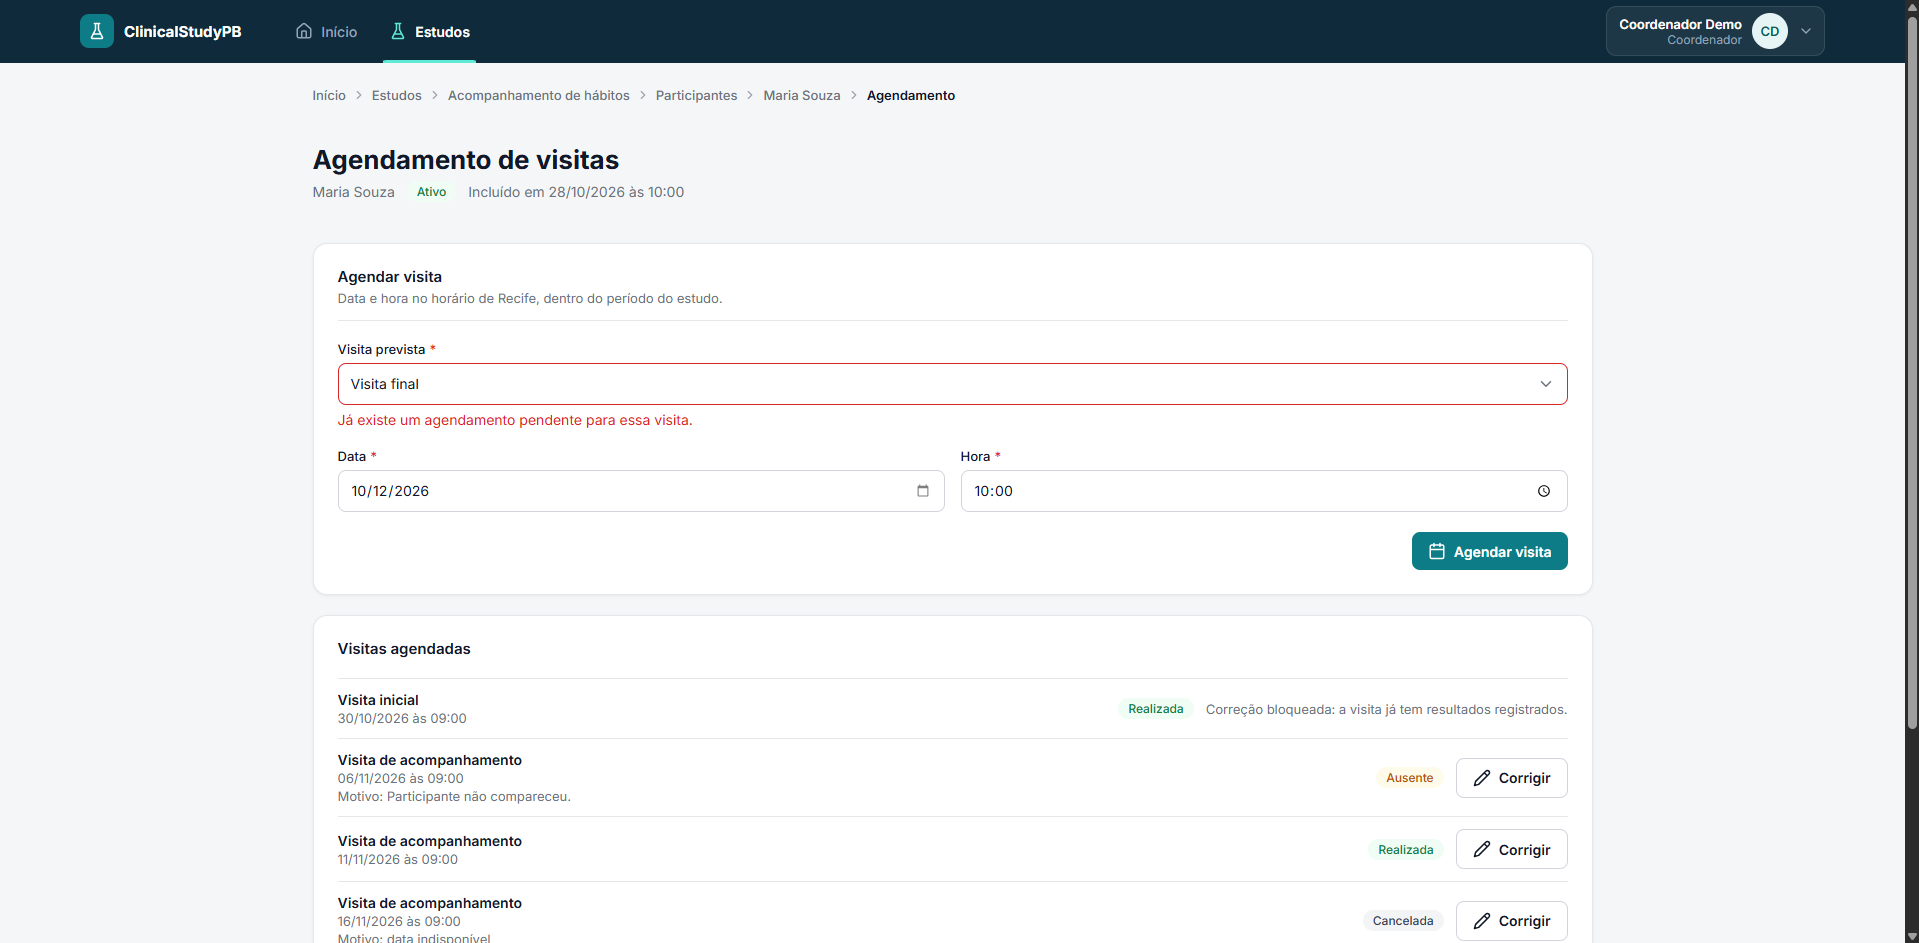 ClinicalStudyPB
Início
Estudos
Coordenador Demo
Coordenador
CD
Início > Estudos > Acompanhamento de hábitos > Participantes > Maria Souza > Agendamento
Agendamento de visitas
Maria Souza Ativo Incluído em 28/10/2026 às 10:00
Agendar visita
Data e hora no horário de Recife, dentro do período do estudo.
Visita prevista *
Visita final
Já existe um agendamento pendente para essa visita.
Data *
10/12/2026
Hora *
10:00
Agendar visita
Visitas agendadas
Visita inicial
30/10/2026 às 09:00
Realizada
Correção bloqueada: a visita já tem resultados registrados.
Visita de acompanhamento
06/11/2026 às 09:00
Motivo: Participante não compareceu.
Ausente
Corrigir
Visita de acompanhamento
11/11/2026 às 09:00
Realizada
Corrigir
Visita de acompanhamento
16/11/2026 às 09:00
Motivo: data indisponível
Cancelada
Corrigir